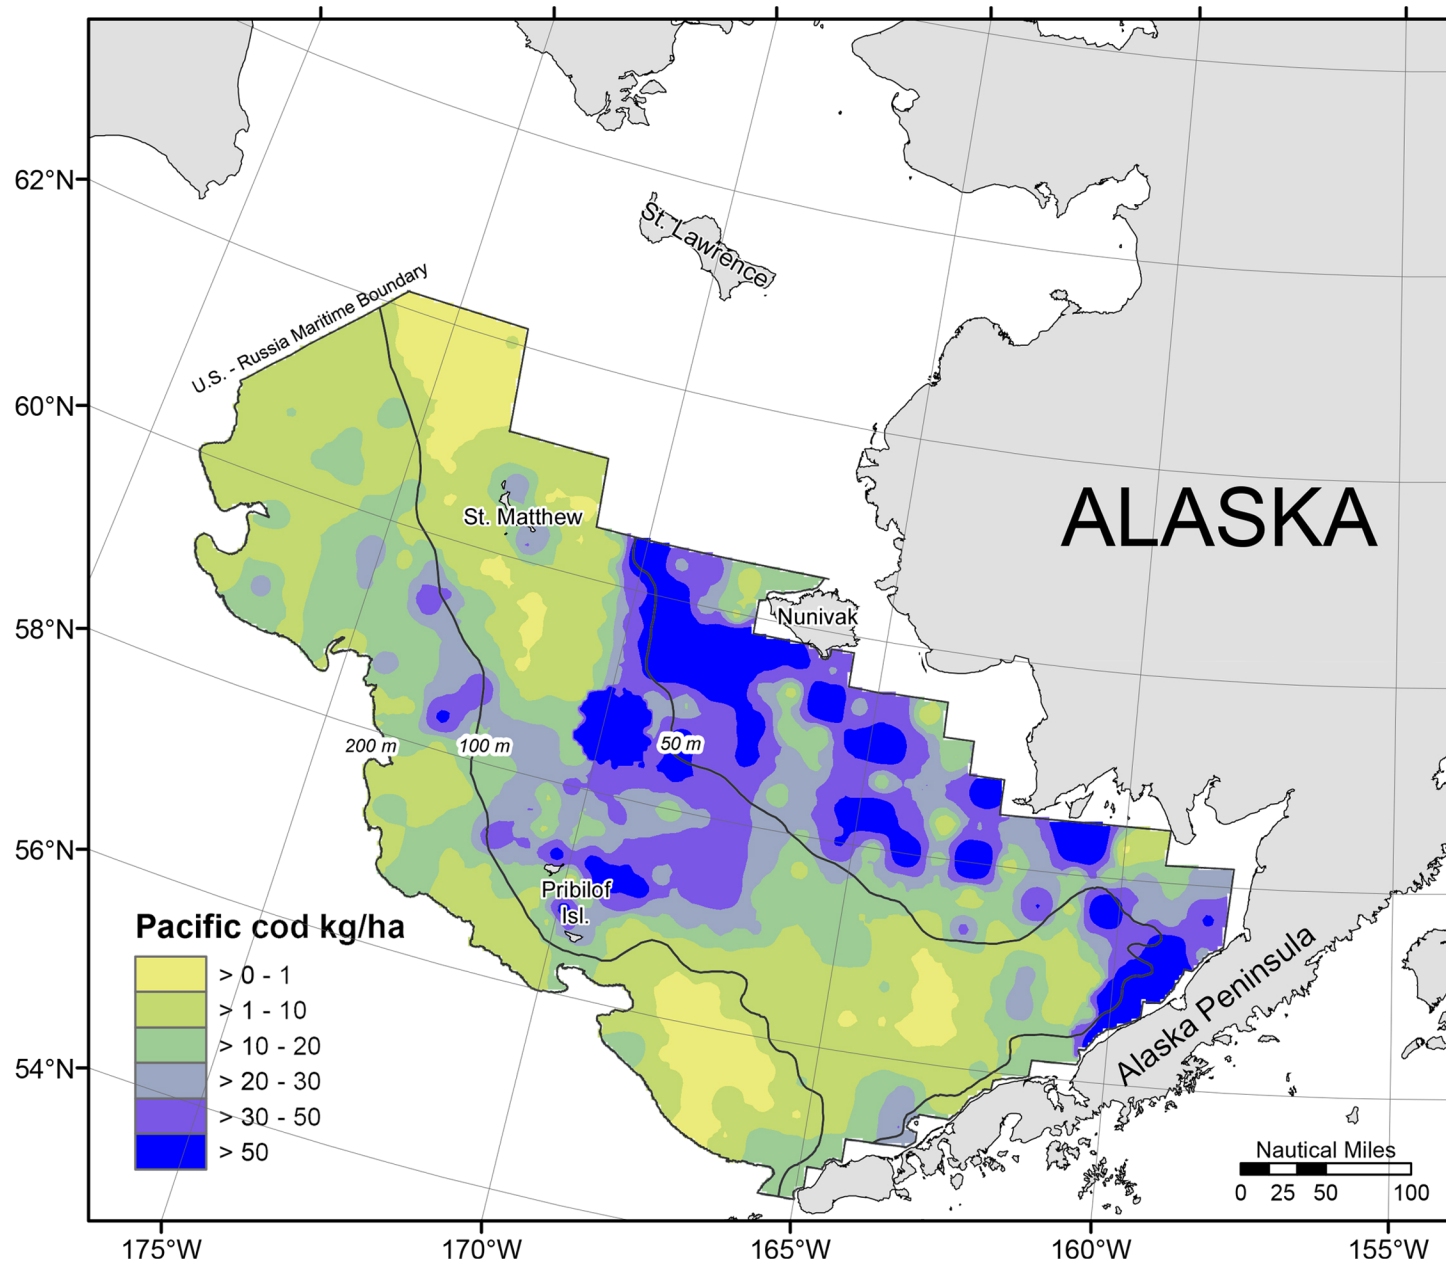 62°N
60°N
58°N
56°N
54°N
St. Lawrence
U.S. - Russia Maritime Boundary
ALASKA
St. Matthew
Nunivak
200 m
100 m
50 m
Pribilof
Isl.
Alaska Peninsula
Pacific cod kg/ha
> 0 - 1
> 1 - 10
> 10 - 20
> 20 - 30
> 30 - 50
> 50
Nautical Miles
0 25 50 100
175°W 170°W 165°W 160°W 155°W